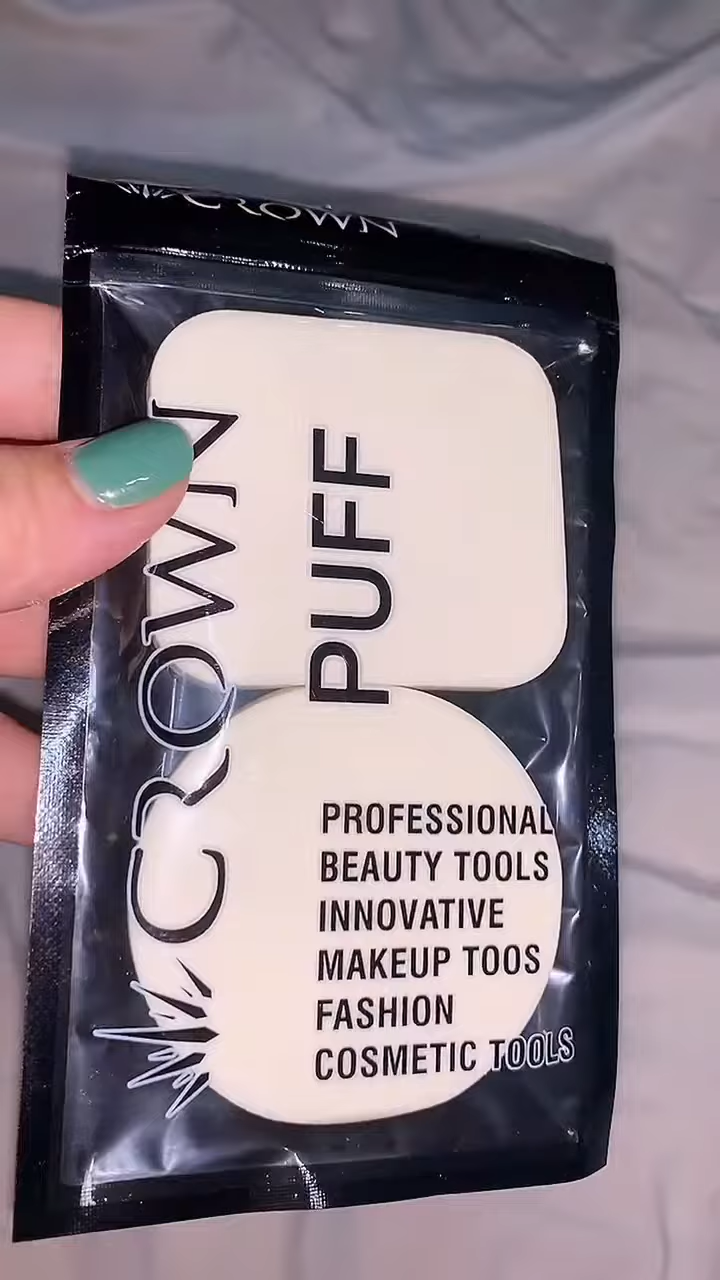 CROWN
CROWN
PUFF
PROFESSIONAL
BEAUTY TOOLS
INNOVATIVE
MAKEUP TOOS
FASHION
COSMETIC TOOLS